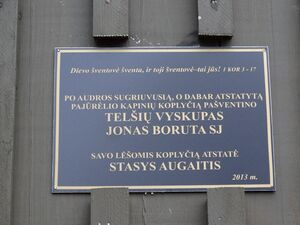 Dievo šventovė šventa, ir toji šventovė-tai jūs! 1 KOR 3 - 17
PO AUDROS SUGRIUVUSIĄ, O DABAR ATSTATYTĄ
PAJŪRĖLIO KAPINIŲ KOPLYČIĄ PAŠVENTINO
TELŠIŲ VYSKUPAS
JONAS BORUTA SJ
SAVO LĖŠOMIS KOPLYČIĄ ATSTATĖ
STASYS AUGAITIS
2013 m.